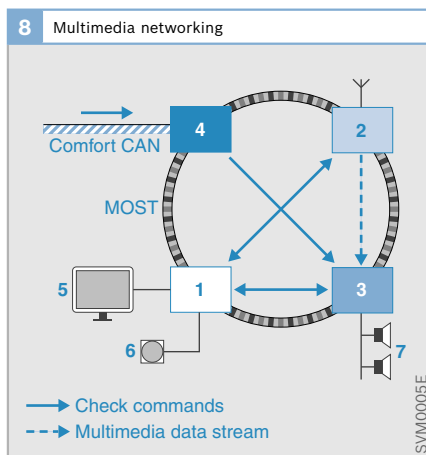 8 Multimedia networking
4
2
Comfort CAN
MOST
5
1
3
6
7
Check commands
Multimedia data stream
SVM0005E